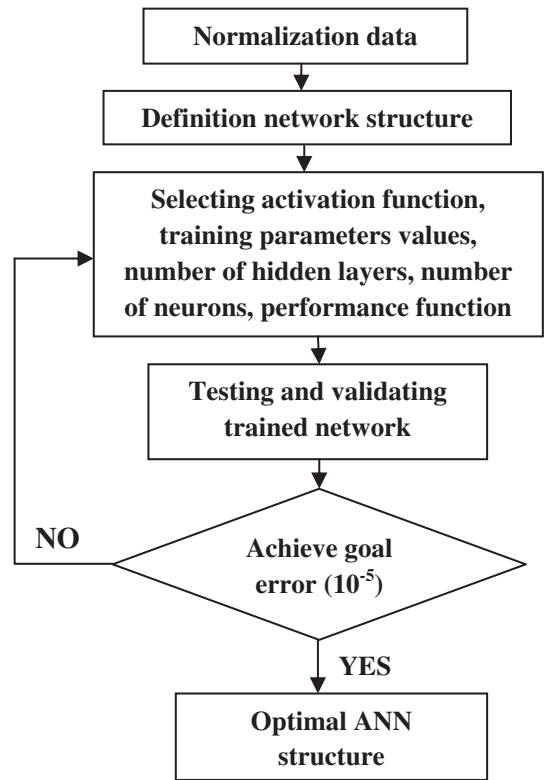 Normalization data
Definition network structure
Selecting activation function,
training parameters values,
number of hidden layers, number
of neurons, performance function
Testing and validating
trained network
NO
Achieve goal
error (10⁻⁵)
YES
Optimal ANN
structure